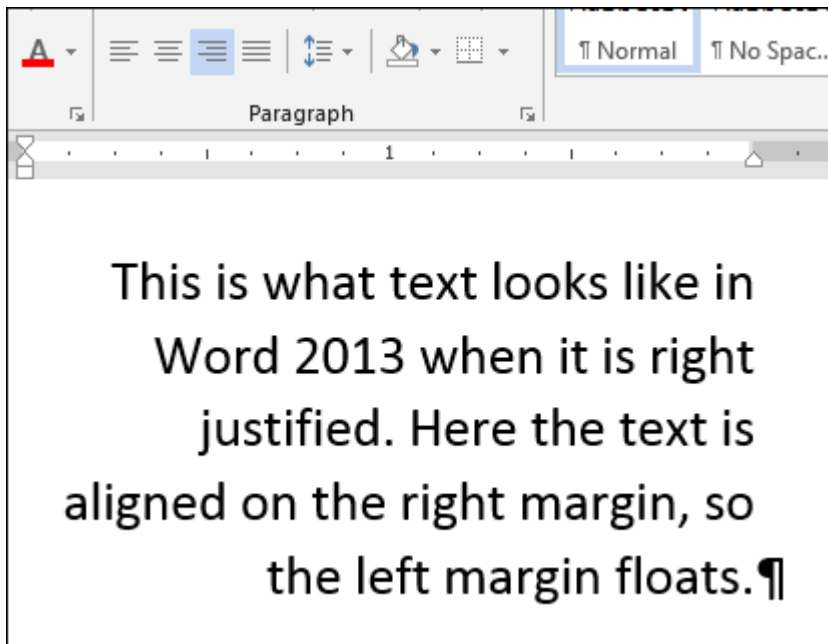 A
¶ Normal ¶ No Spac...
Paragraph
1
This is what text looks like in
Word 2013 when it is right
justified. Here the text is
aligned on the right margin, so
the left margin floats.¶